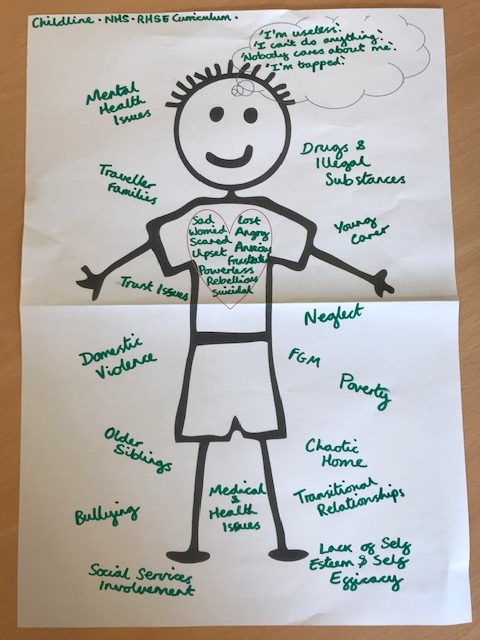 Childline · NHS · RHSE Curriculum ·
'I'm useless'.
'I can't do anything'.
'Nobody cares about me'.
'I'm trapped'.
Mental
Health
Issues
Drugs &
Illegal
Substances
Traveller
Families
Young
Carer
Sad
Worried
Scared
Upset
Lost
Angry
Anxious
Frustrated
Powerless
Rebellious
Suicidal
Trust Issues
Neglect
Domestic
Violence
FGM
Poverty
Older
Siblings
Chaotic
Home
Medical
&
Health
Issues
Transitional
Relationships
Bullying
Lack of Self
Esteem & Self
Efficacy
Social Services
Involvement